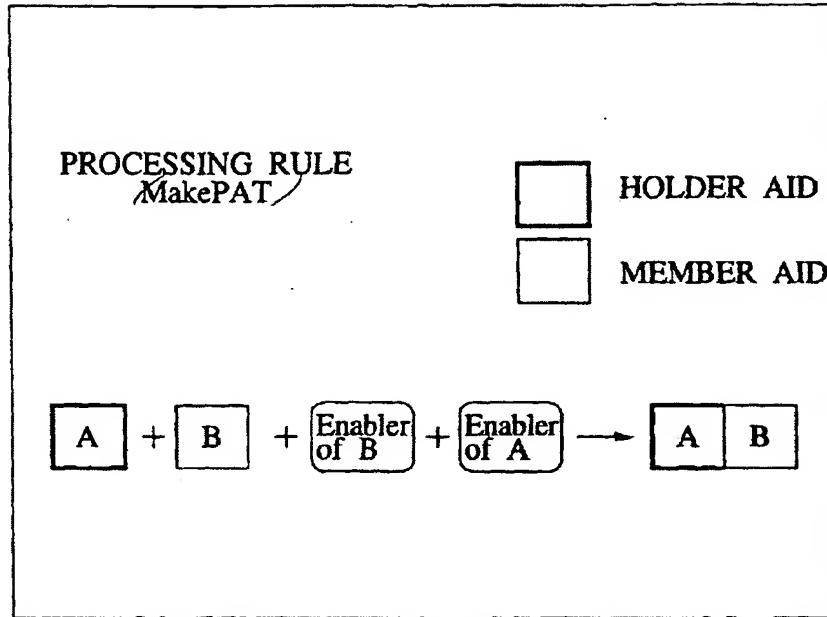 PROCESSING RULE
MakePAT
HOLDER AID
MEMBER AID
A + B + Enabler of B + Enabler of A → A B